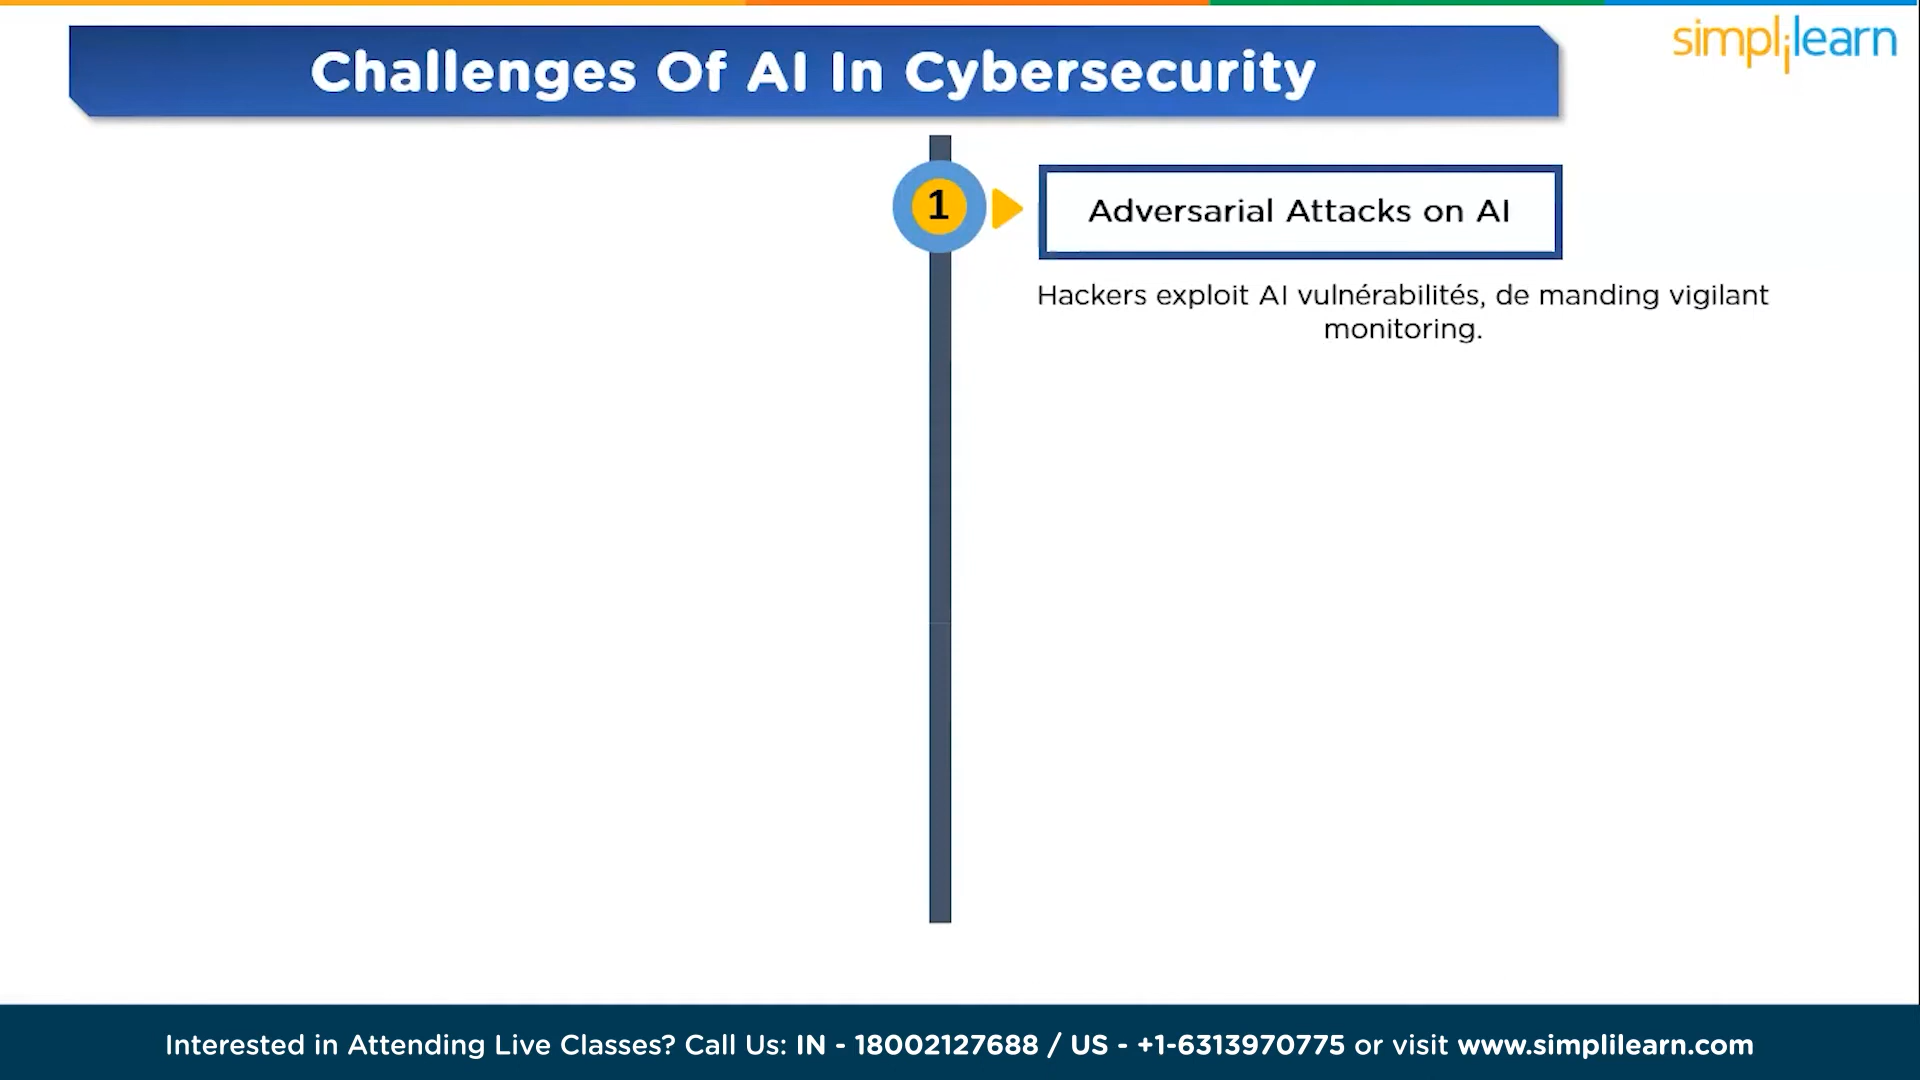 Challenges Of AI In Cybersecurity
simplilearn
1
Adversarial Attacks on AI
Hackers exploit AI vulnérabilités, de manding vigilant
monitoring.
Interested in Attending Live Classes? Call Us: IN - 18002127688 / US - +1-6313970775 or visit www.simplilearn.com